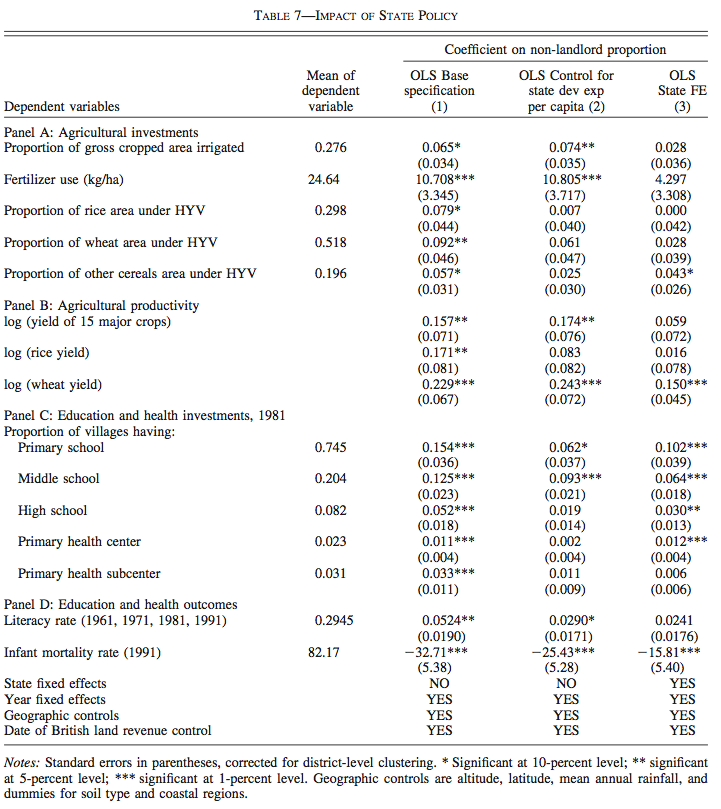 TABLE 7—IMPACT OF STATE POLICY
Coefficient on non-landlord proportion
Dependent variables Mean of dependent variable OLS Base specification (1) OLS Control for state dev exp per capita (2) OLS State FE (3)
Panel A: Agricultural investments
Proportion of gross cropped area irrigated 0.276 0.065* 0.074** 0.028
(0.034) (0.035) (0.036)
Fertilizer use (kg/ha) 24.64 10.708*** 10.805*** 4.297
(3.345) (3.717) (3.308)
Proportion of rice area under HYV 0.298 0.079* 0.007 0.000
(0.044) (0.040) (0.042)
Proportion of wheat area under HYV 0.518 0.092** 0.061 0.028
(0.046) (0.047) (0.039)
Proportion of other cereals area under HYV 0.196 0.057* 0.025 0.043*
(0.031) (0.030) (0.026)
Panel B: Agricultural productivity
log (yield of 15 major crops) 0.157** 0.174** 0.059
(0.071) (0.076) (0.072)
log (rice yield) 0.171** 0.083 0.016
(0.081) (0.082) (0.078)
log (wheat yield) 0.229*** 0.243*** 0.150***
(0.067) (0.072) (0.045)
Panel C: Education and health investments, 1981
Proportion of villages having:
Primary school 0.745 0.154*** 0.062* 0.102***
(0.036) (0.037) (0.039)
Middle school 0.204 0.125*** 0.093*** 0.064***
(0.023) (0.021) (0.018)
High school 0.082 0.052*** 0.019 0.030**
(0.018) (0.014) (0.013)
Primary health center 0.023 0.011*** 0.002 0.012***
(0.004) (0.004) (0.004)
Primary health subcenter 0.031 0.033*** 0.011 0.006
(0.011) (0.009) (0.006)
Panel D: Education and health outcomes
Literacy rate (1961, 1971, 1981, 1991) 0.2945 0.0524** 0.0290* 0.0241
(0.0190) (0.0171) (0.0176)
Infant mortality rate (1991) 82.17 −32.71*** −25.43*** −15.81***
(5.38) (5.28) (5.40)
State fixed effects NO NO YES
Year fixed effects YES YES YES
Geographic controls YES YES YES
Date of British land revenue control YES YES YES
Notes: Standard errors in parentheses, corrected for district-level clustering. * Significant at 10-percent level; ** significant
at 5-percent level; *** significant at 1-percent level. Geographic controls are altitude, latitude, mean annual rainfall, and
dummies for soil type and coastal regions.